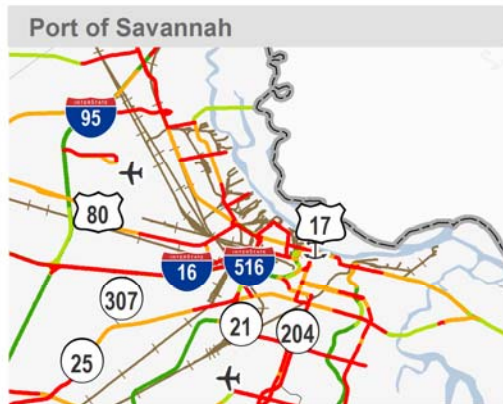 Port of Savannah
INTERSTATE
95
80
17
INTERSTATE
16
INTERSTATE
516
307
21
204
25